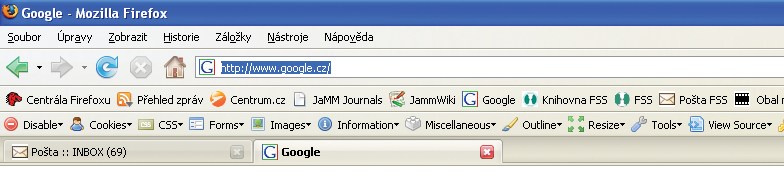 Google - Mozilla Firefox
Soubor Úpravy Zobrazit Historie Záložky Nástroje Nápověda
http://www.google.cz/
Centrála Firefoxu Přehled zpráv Centrum.cz JaMM Journals JammWiki Google Knihovna FSS FSS Pošta FSS Obal
Disable Cookies CSS Forms Images Information Miscellaneous Outline Resize Tools View Source
Pošta :: INBOX (69) Google